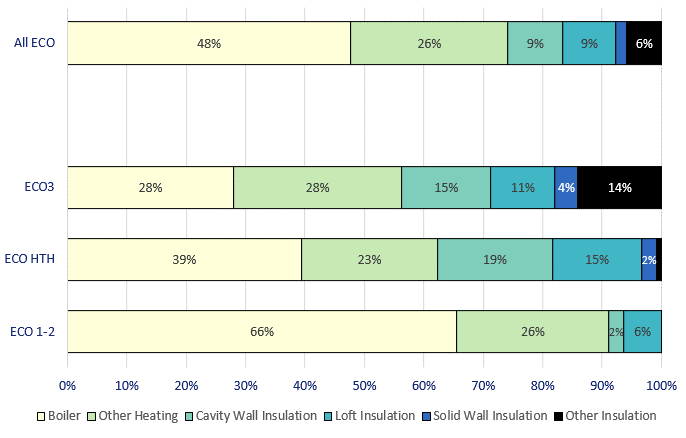 All ECO 48% 26% 9% 9% 6%
ECO3 28% 28% 15% 11% 4% 14%
ECO HTH 39% 23% 19% 15% 2%
ECO 1-2 66% 26% 2% 6%
0% 10% 20% 30% 40% 50% 60% 70% 80% 90% 100%
Boiler Other Heating Cavity Wall Insulation Loft Insulation Solid Wall Insulation Other Insulation